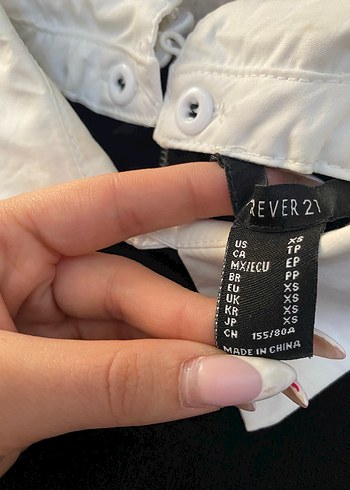 REVER 21
US XS
CA TP
MX/ECU EP
BR PP
EU XS
UK XS
KR XS
JP XS
CN 155/80A
MADE IN CHINA